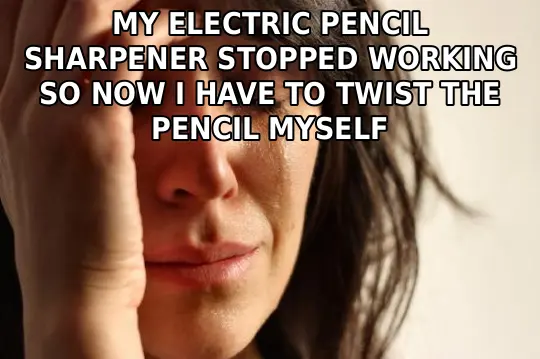 MY ELECTRIC PENCIL
SHARPENER STOPPED WORKING
SO NOW I HAVE TO TWIST THE
PENCIL MYSELF